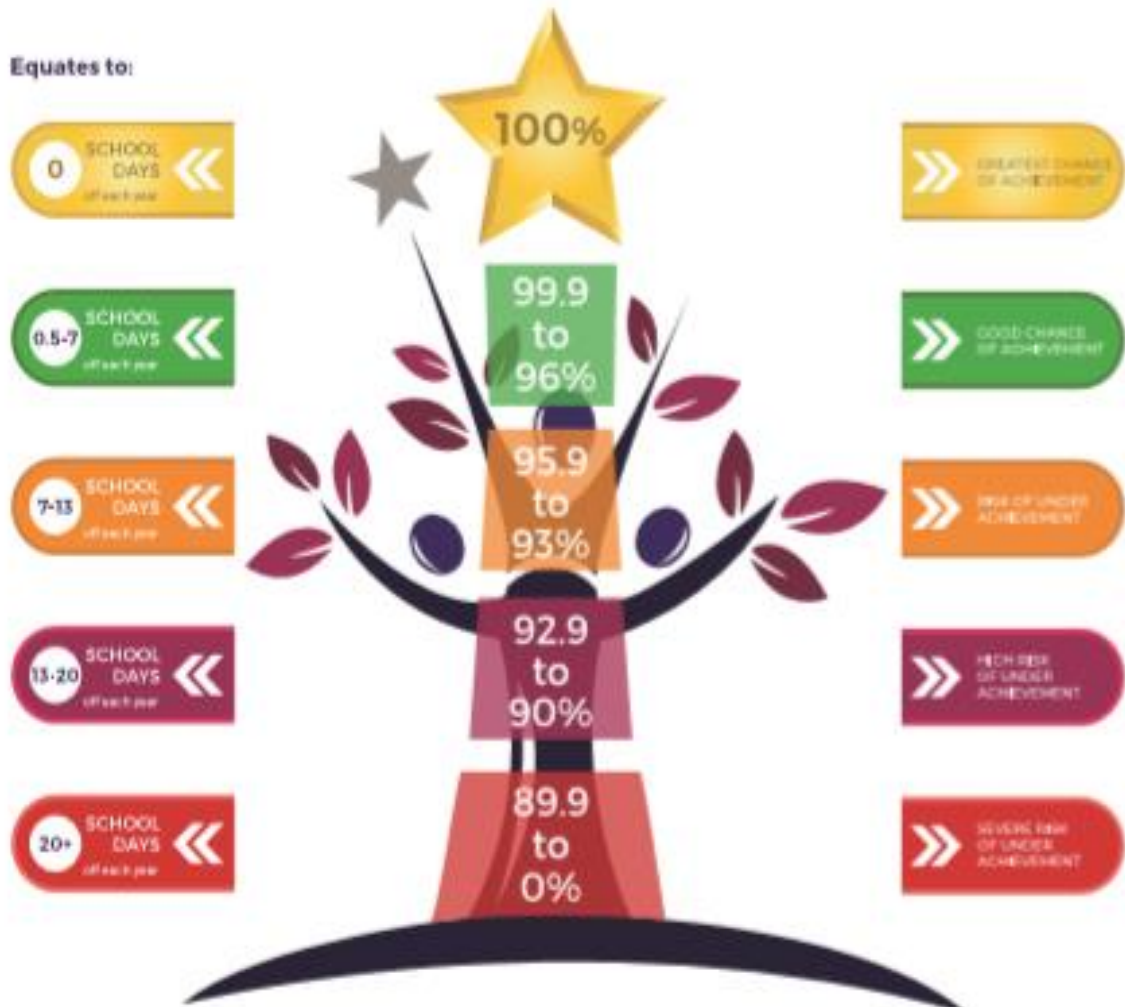 Equates to:
100%
0
SCHOOL
DAYS
off each year
GREATEST CHANCE
OF ACHIEVEMENT
99.9
to
96%
0.5-7
SCHOOL
DAYS
off each year
GOOD CHANCE
OF ACHIEVEMENT
95.9
to
93%
7-13
SCHOOL
DAYS
off each year
RISK OF UNDER
ACHIEVEMENT
92.9
to
90%
13-20
SCHOOL
DAYS
off each year
HIGH RISK
OF UNDER
ACHIEVEMENT
89.9
to
0%
20+
SCHOOL
DAYS
off each year
SEVERE RISK
OF UNDER
ACHIEVEMENT